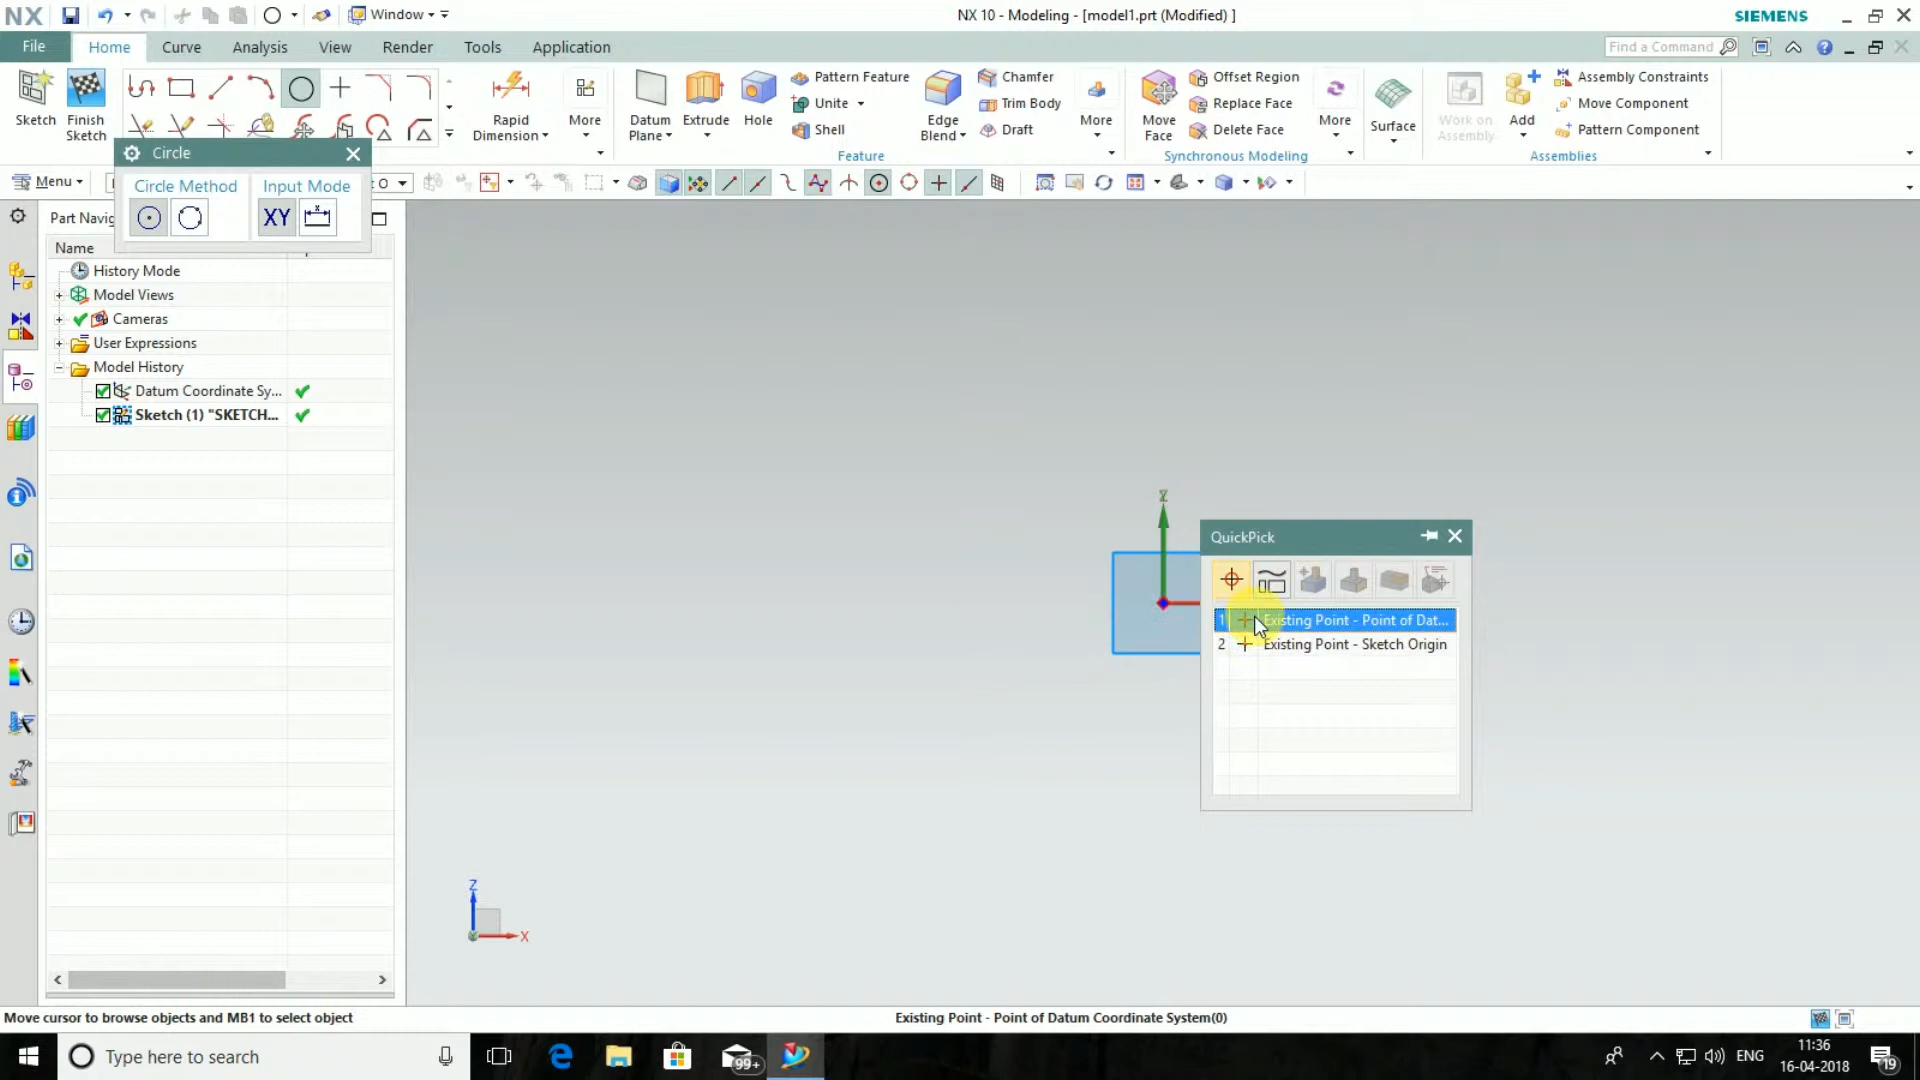 NX
Window
NX 10 - Modeling - [model1.prt (Modified) ]
SIEMENS
File
Home
Curve
Analysis
View
Render
Tools
Application
Find a Command
Sketch
Finish Sketch
Rapid Dimension
More
Datum Plane
Extrude
Hole
Pattern Feature
Unite
Shell
Edge Blend
Chamfer
Trim Body
Draft
More
Move Face
Offset Region
Replace Face
Delete Face
More
Surface
Work on Assembly
Add
Assembly Constraints
Move Component
Pattern Component
Feature
Synchronous Modeling
Assemblies
Menu
Circle
Circle Method
Input Mode
XY
Part Navig
Name
History Mode
Model Views
Cameras
User Expressions
Model History
Datum Coordinate Sy...
Sketch (1) "SKETCH...
Z
QuickPick
1 Existing Point - Point of Dat...
2 Existing Point - Sketch Origin
Z
X
Move cursor to browse objects and MB1 to select object
Existing Point - Point of Datum Coordinate System(0)
Type here to search
99+
ENG
11:36
16-04-2018
19